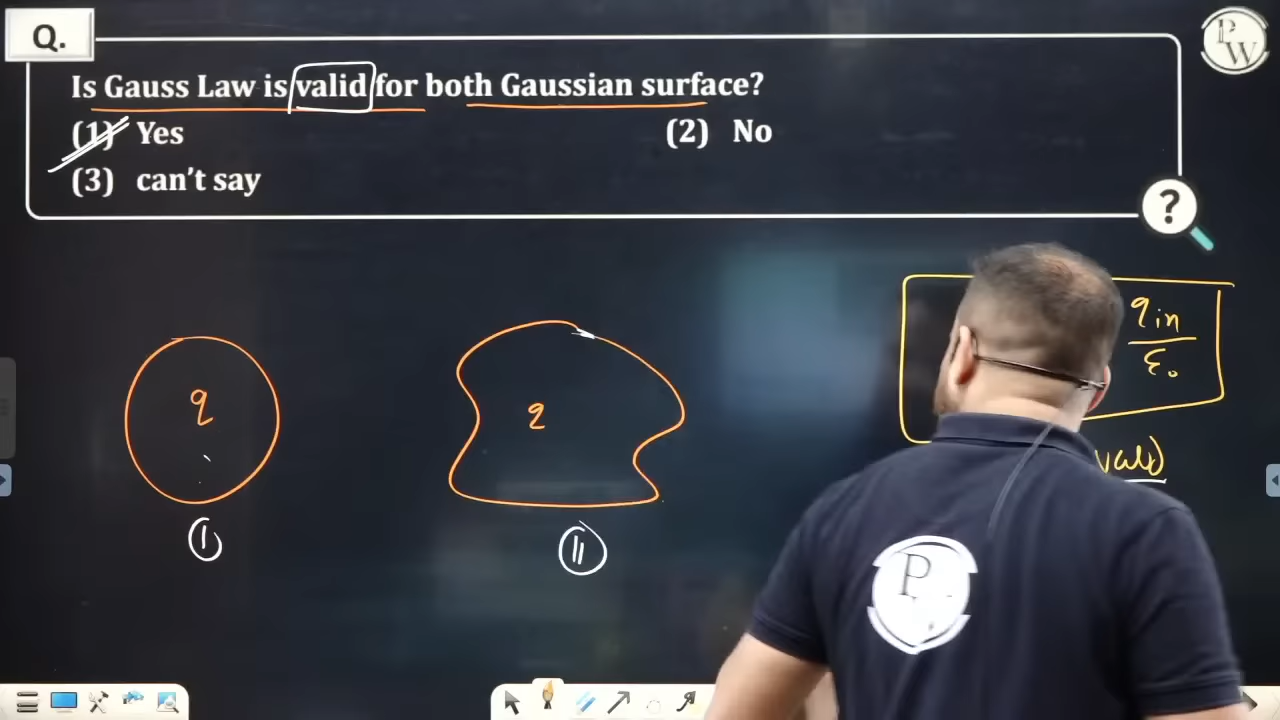 Q.
PW
Is Gauss Law is valid for both Gaussian surface?
(1) Yes
(2) No
(3) can't say
?
q
q
qin
ε₀
I
II
P